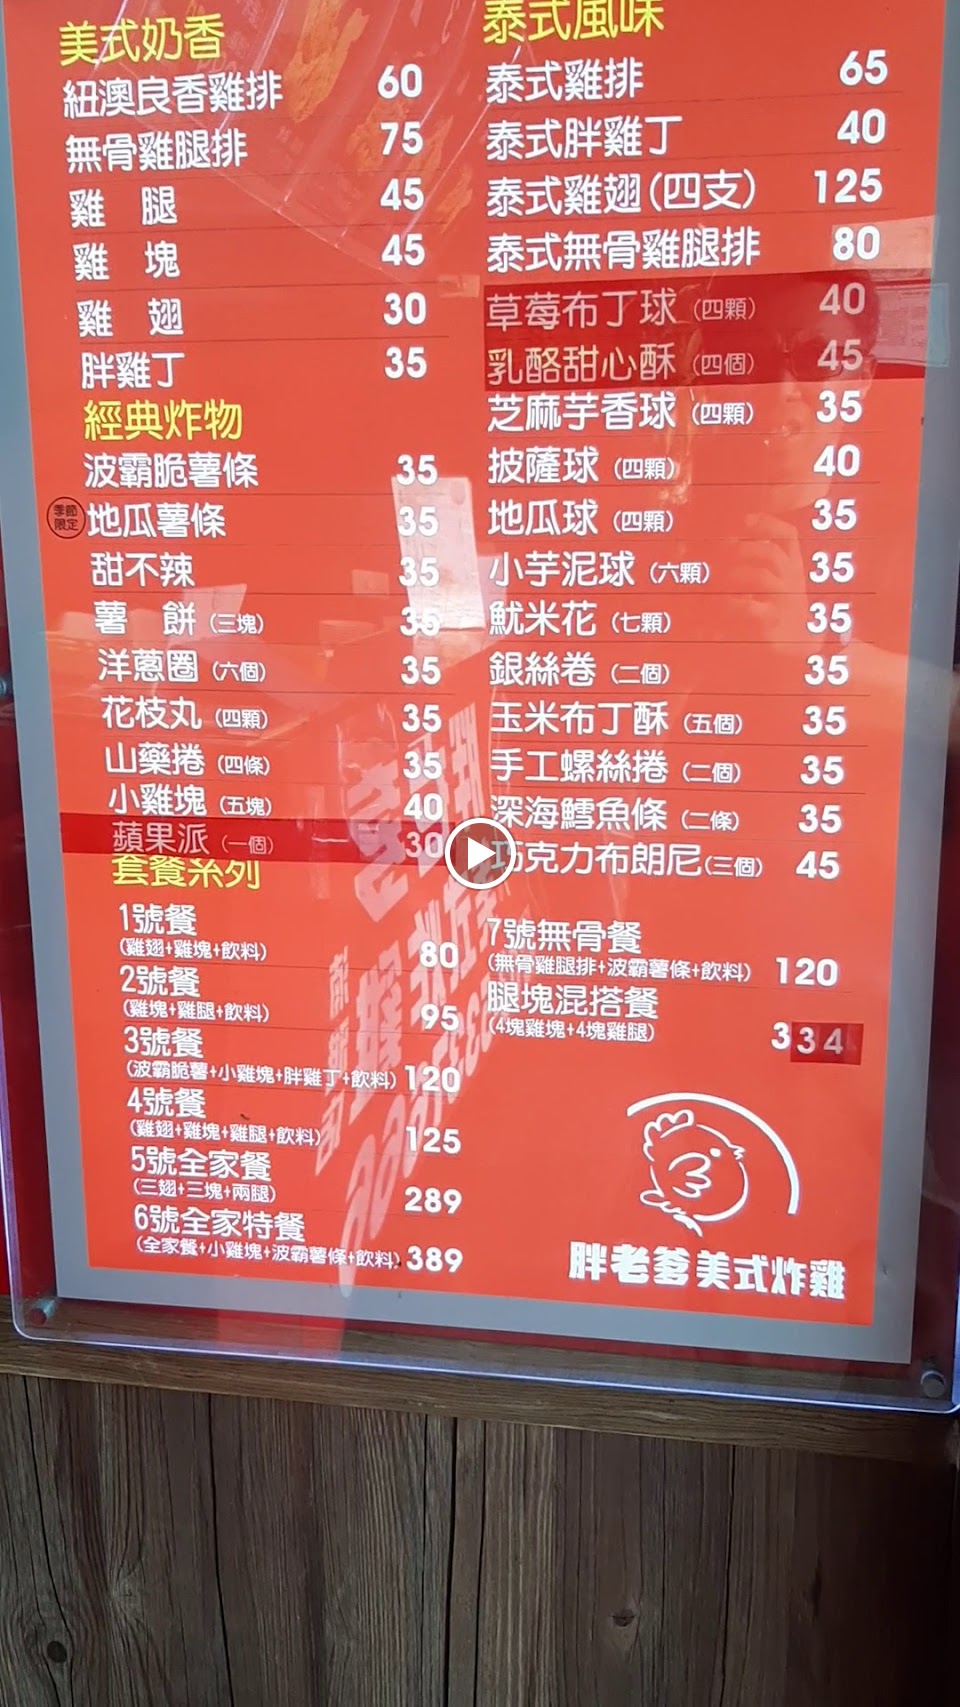 美式奶香
紐澳良香雞排 60
無骨雞腿排 75
雞 腿 45
雞 塊 45
雞 翅 30
胖雞丁 35
經典炸物
波霸脆薯條 35
季節限定 地瓜薯條 35
甜不辣 35
薯 餅(三塊) 35
洋蔥圈(六個) 35
花枝丸(四顆) 35
山藥捲(四條) 35
小雞塊(五塊) 40
蘋果派(一個) 30
套餐系列
1號餐
(雞翅+雞塊+飲料) 80
2號餐
(雞塊+雞腿+飲料) 95
3號餐
(波霸脆薯+小雞塊+胖雞丁+飲料) 120
4號餐
(雞翅+雞塊+雞腿+飲料) 125
5號全家餐
(三翅+三塊+兩腿) 289
6號全家特餐
(全家餐+小雞塊+波霸薯條+飲料) 389
泰式風味
泰式雞排 65
泰式胖雞丁 40
泰式雞翅(四支) 125
泰式無骨雞腿排 80
草莓布丁球(四顆) 40
乳酪甜心酥(四個) 45
芝麻芋香球(四顆) 35
披薩球(四顆) 40
地瓜球(四顆) 35
小芋泥球(六顆) 35
魷米花(七顆) 35
銀絲卷(二個) 35
玉米布丁酥(五個) 35
手工螺絲捲(二個) 35
深海鱈魚條(二條) 35
巧克力布朗尼(三個) 45
7號無骨餐
(無骨雞腿排+波霸薯條+飲料) 120
腿塊混搭餐
(4塊雞塊+4塊雞腿) 334
胖老爹美式炸雞